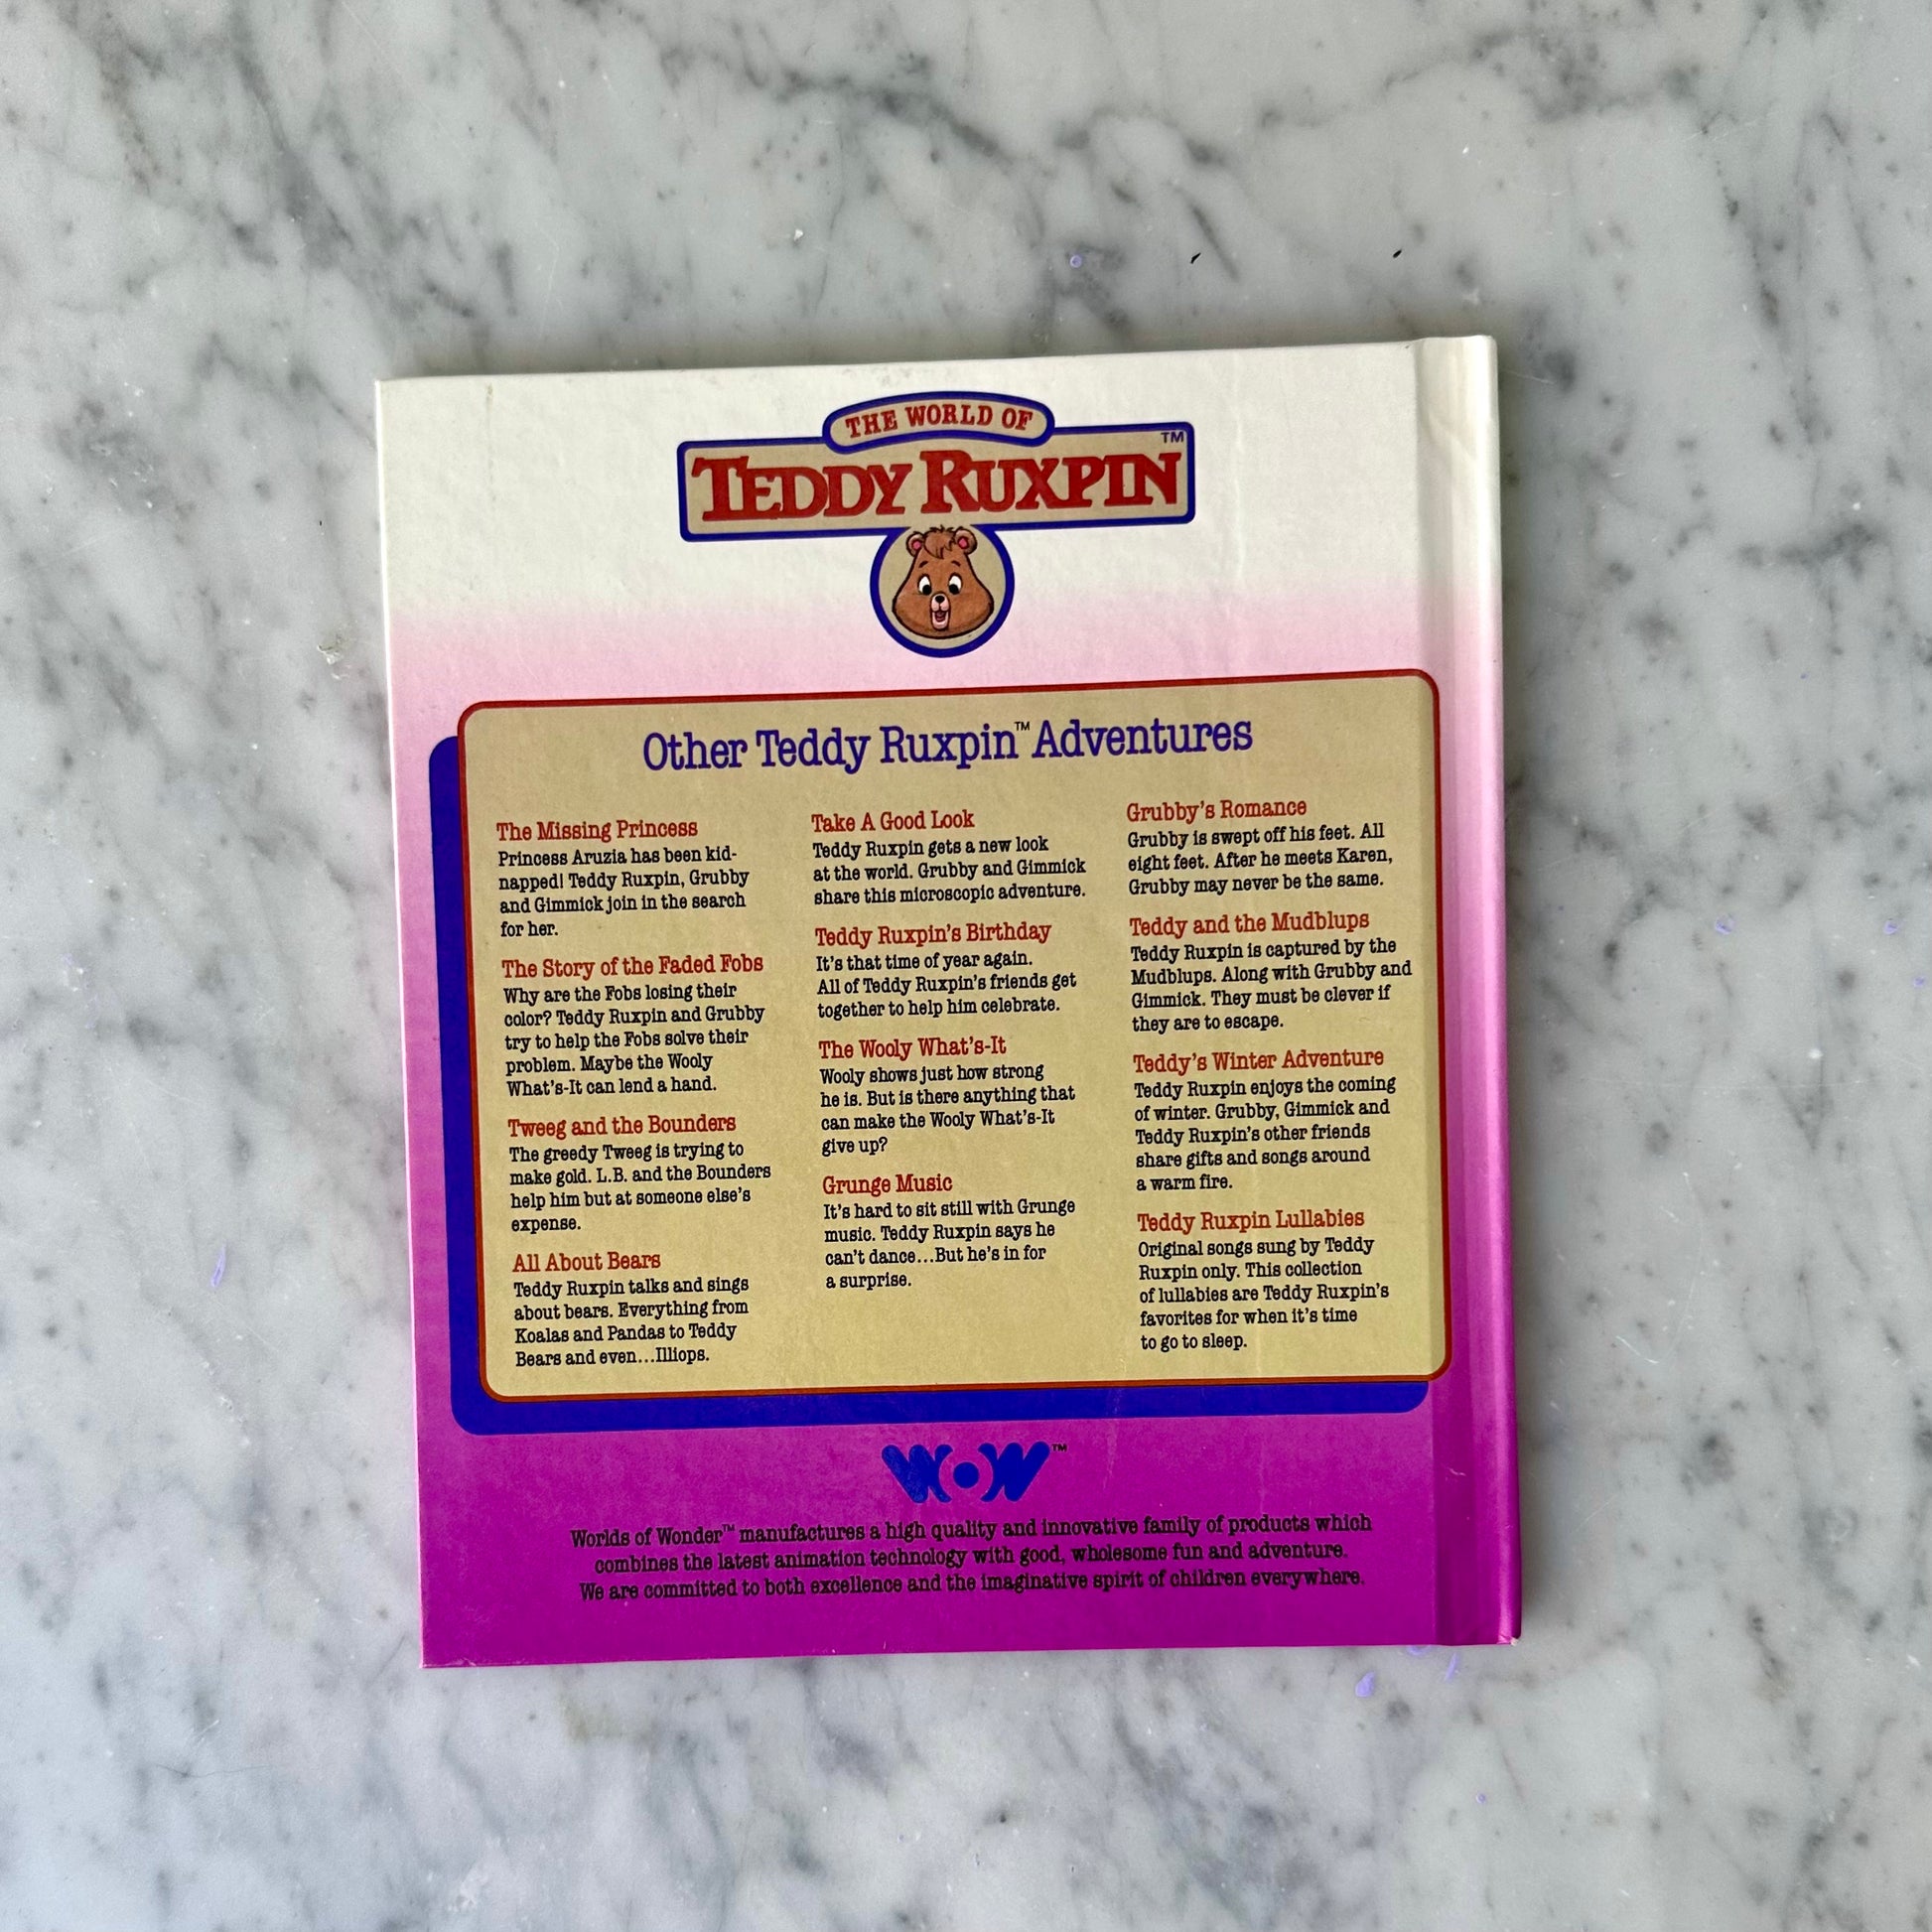 THE WORLD OF
TEDDY RUXPIN™
Other Teddy Ruxpin™ Adventures
The Missing Princess
Princess Aruzia has been kid-
napped! Teddy Ruxpin, Grubby
and Gimmick join in the search
for her.
The Story of the Faded Fobs
Why are the Fobs losing their
color? Teddy Ruxpin and Grubby
try to help the Fobs solve their
problem. Maybe the Wooly
What's-It can lend a hand.
Tweeg and the Bounders
The greedy Tweeg is trying to
make gold. L.B. and the Bounders
help him but at someone else's
expense.
All About Bears
Teddy Ruxpin talks and sings
about bears. Everything from
Koalas and Pandas to Teddy
Bears and even...Illiops.
Take A Good Look
Teddy Ruxpin gets a new look
at the world. Grubby and Gimmick
share this microscopic adventure.
Teddy Ruxpin's Birthday
It's that time of year again.
All of Teddy Ruxpin's friends get
together to help him celebrate.
The Wooly What's-It
Wooly shows just how strong
he is. But is there anything that
can make the Wooly What's-It
give up?
Grunge Music
It's hard to sit still with Grunge
music. Teddy Ruxpin says he
can't dance...But he's in for
a surprise.
Grubby's Romance
Grubby is swept off his feet. All
eight feet. After he meets Karen,
Grubby may never be the same.
Teddy and the Mudblups
Teddy Ruxpin is captured by the
Mudblups. Along with Grubby and
Gimmick. They must be clever if
they are to escape.
Teddy's Winter Adventure
Teddy Ruxpin enjoys the coming
of winter. Grubby, Gimmick and
Teddy Ruxpin's other friends
share gifts and songs around
a warm fire.
Teddy Ruxpin Lullabies
Original songs sung by Teddy
Ruxpin only. This collection
of lullabies are Teddy Ruxpin's
favorites for when it's time
to go to sleep.
WOW™
Worlds of Wonder™ manufactures a high quality and innovative family of products which
combines the latest animation technology with good, wholesome fun and adventure.
We are committed to both excellence and the imaginative spirit of children everywhere.